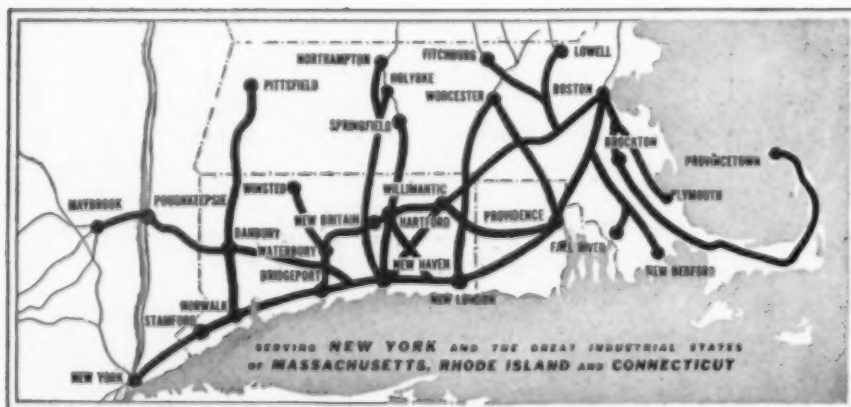 NORTHAMPTON
FITCHBURG
LOWELL
HOLYOKE
PITTSFIELD
WORCESTER
BOSTON
SPRINGFIELD
BROCKTON
PROVINCETOWN
WINSTED
WILLIMANTIC
PLYMOUTH
MAYBROOK
POUGHKEEPSIE
NEW BRITAIN
HARTFORD
PROVIDENCE
DANBURY
WATERBURY
FALL RIVER
NEW HAVEN
NEW BEDFORD
BRIDGEPORT
NEW LONDON
NORWALK
STAMFORD
SERVING NEW YORK AND THE GREAT INDUSTRIAL STATES
OF MASSACHUSETTS, RHODE ISLAND AND CONNECTICUT
NEW YORK